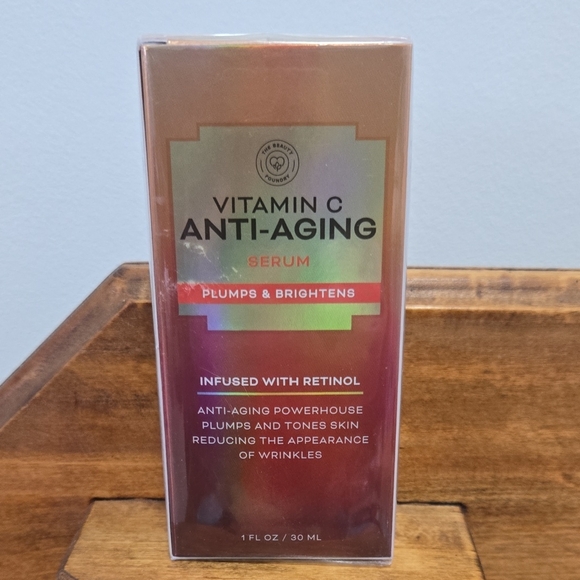 THE BEAUTY
FOUNDRY
VITAMIN C
ANTI-AGING
SERUM
PLUMPS & BRIGHTENS
INFUSED WITH RETINOL
ANTI-AGING POWERHOUSE
PLUMPS AND TONES SKIN
REDUCING THE APPEARANCE
OF WRINKLES
1 FL OZ / 30 ML